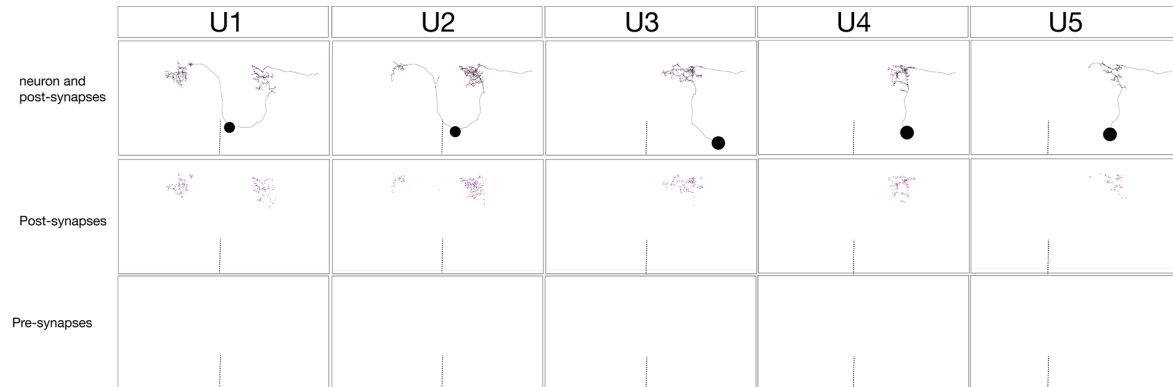 U1 U2 U3 U4 U5
neuron and
post-synapses
Post-synapses
Pre-synapses